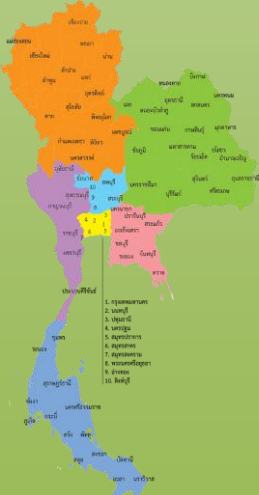 เชียงราย
แม่ฮ่องสอน
พะเยา
เชียงใหม่
น่าน
ลำปาง
ลำพูน
แพร่
อุตรดิตถ์
สุโขทัย
ตาก
พิษณุโลก
กำแพงเพชร
พิจิตร
เพชรบูรณ์
นครสวรรค์
อุทัยธานี
บึงกาฬ
หนองคาย
เลย
อุดรธานี
นครพนม
สกลนคร
หนองบัวลำภู
ขอนแก่น
กาฬสินธุ์
มุกดาหาร
ชัยภูมิ
มหาสารคาม
ร้อยเอ็ด
ยโสธร
อำนาจเจริญ
นครราชสีมา
บุรีรัมย์
สุรินทร์
ศรีสะเกษ
อุบลราชธานี
ชัยนาท
ลพบุรี
10
9
สระบุรี
8
สุพรรณบุรี
กาญจนบุรี
นครนายก
ปราจีนบุรี
สระแก้ว
ฉะเชิงเทรา
ชลบุรี
ระยอง
จันทบุรี
ตราด
4 2 3
1
6 5
ราชบุรี
เพชรบุรี
ประจวบคีรีขันธ์
1. กรุงเทพมหานคร
2. นนทบุรี
3. ปทุมธานี
4. นครปฐม
5. สมุทรปราการ
6. สมุทรสาคร
7. สมุทรสงคราม
8. พระนครศรีอยุธยา
9. อ่างทอง
10. สิงห์บุรี
ชุมพร
ระนอง
สุราษฎร์ธานี
พังงา
นครศรีธรรมราช
กระบี่
ภูเก็ต
ตรัง
พัทลุง
สงขลา
สตูล
ปัตตานี
ยะลา
นราธิวาส